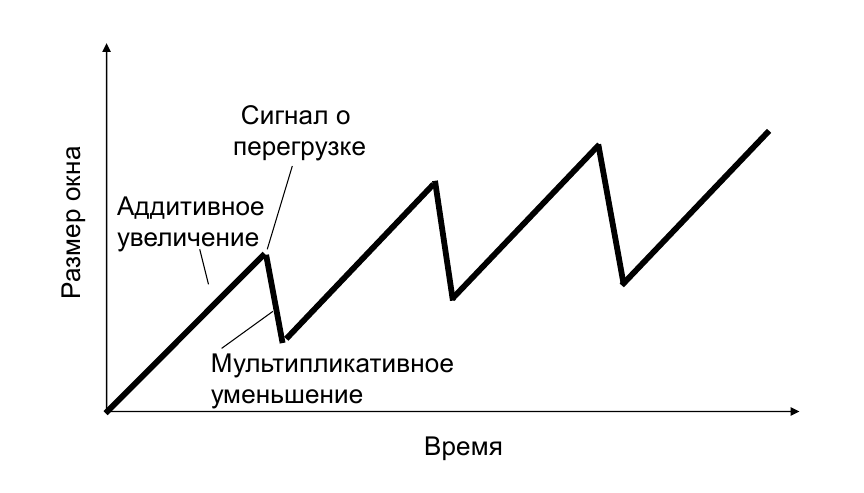 Сигнал о
перегрузке
Аддитивное
увеличение
Размер окна
Мультипликативное
уменьшение
Время